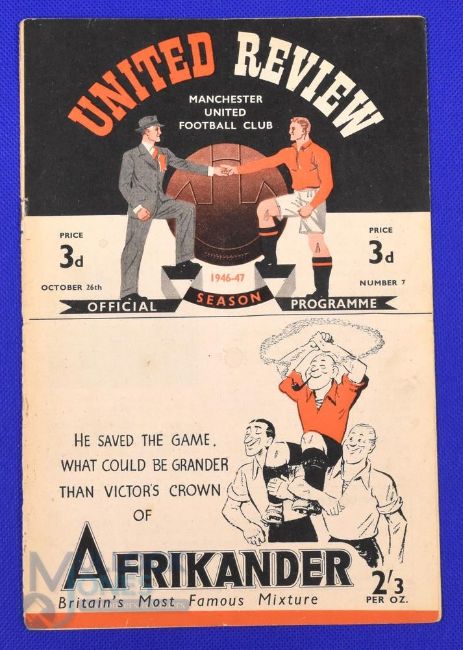 UNITED REVIEW
MANCHESTER
UNITED
FOOTBALL CLUB
PRICE
3d
OCTOBER 26th
PRICE
3d
NUMBER 7
1946-47
OFFICIAL SEASON PROGRAMME
HE SAVED THE GAME.
WHAT COULD BE GRANDER
THAN VICTOR'S CROWN
OF
AFRIKANDER
Britain's Most Famous Mixture
2'/3
PER OZ.